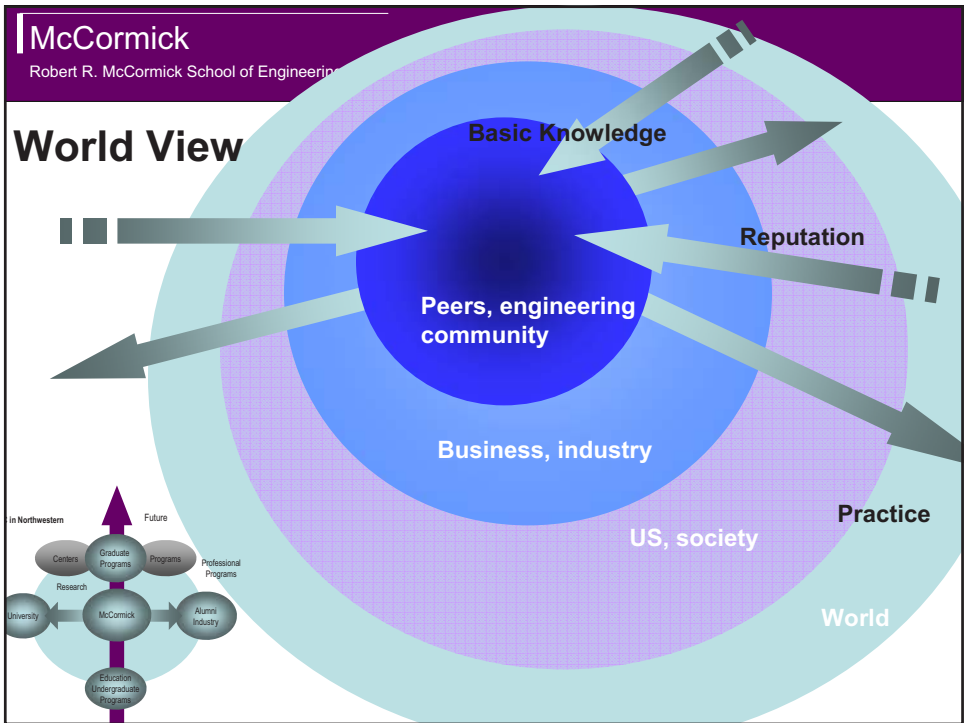 McCormick
Robert R. McCormick School of Engineering
World View
Basic Knowledge
Reputation
Peers, engineering
community
Business, industry
US, society
Practice
World
in Northwestern
Future
Centers
Graduate
Programs
Programs
Professional
Programs
Research
University
McCormick
Alumni
Industry
Education
Undergraduate
Programs